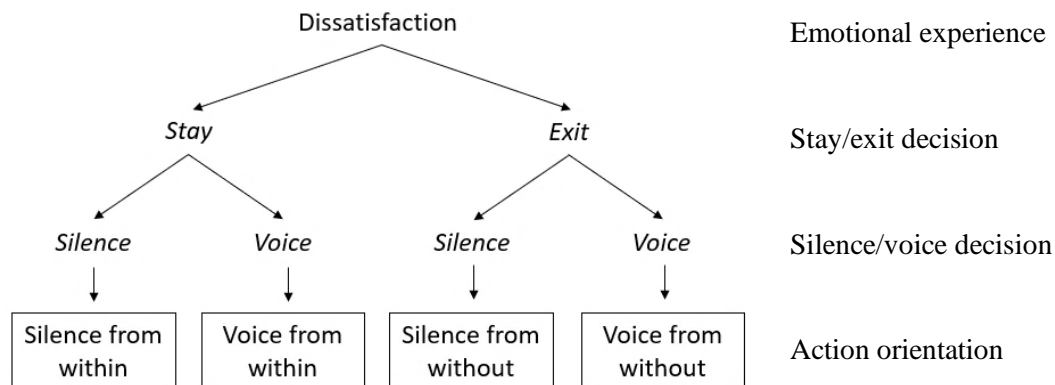 Dissatisfaction
Emotional experience
Stay
Exit
Stay/exit decision
Silence
Voice
Silence
Voice
Silence/voice decision
Silence from
within
Voice from
within
Silence from
without
Voice from
without
Action orientation